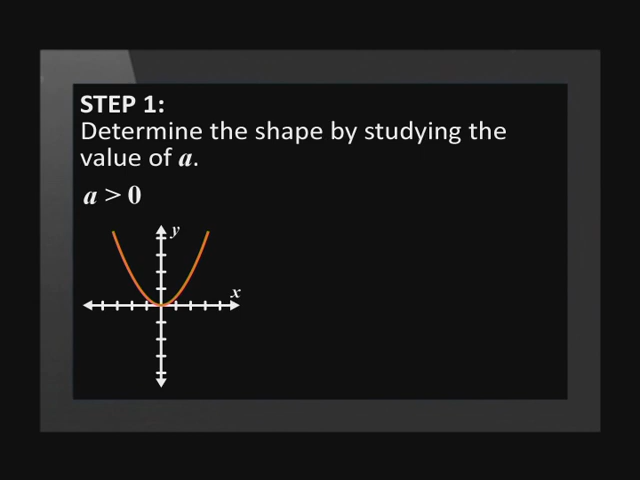 STEP 1:
Determine the shape by studying the
value of a.
a > 0
y
x